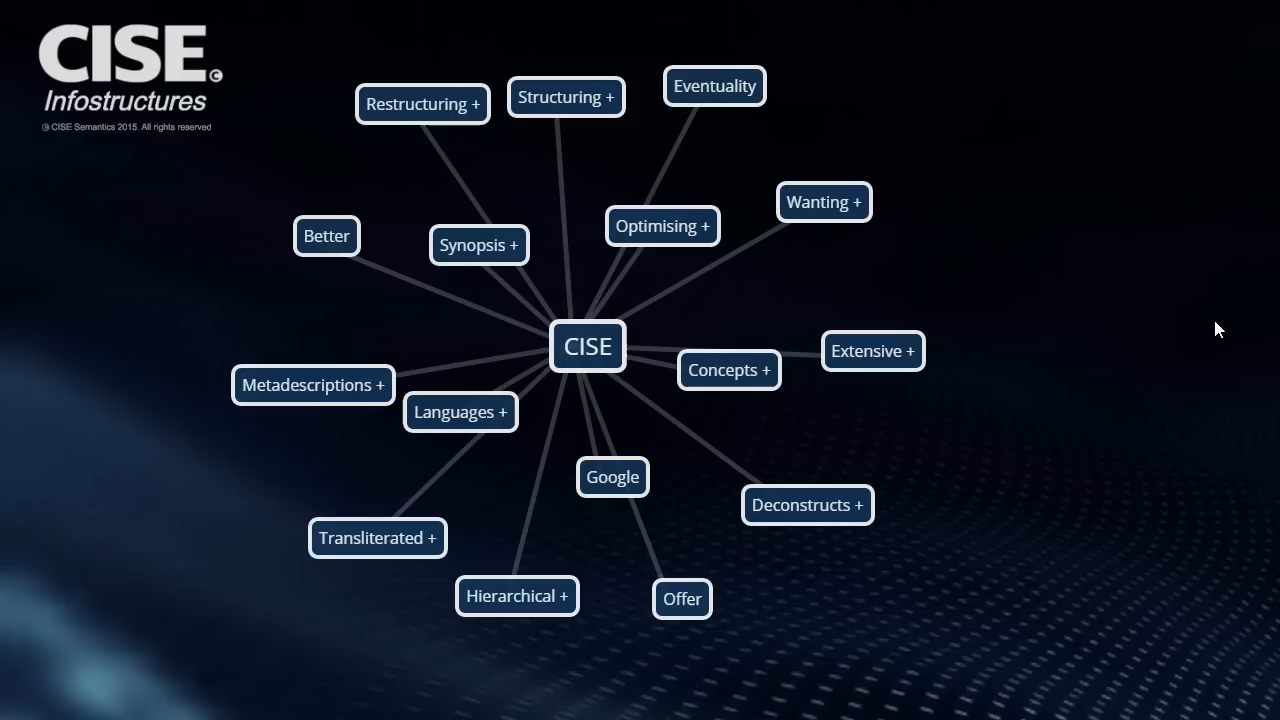 CISE©
Infostructures
© CISE Semantics 2015. All rights reserved
Eventuality
Structuring +
Restructuring +
Wanting +
Optimising +
Better
Synopsis +
CISE
Extensive +
Concepts +
Metadescriptions +
Languages +
Google
Deconstructs +
Transliterated +
Hierarchical +
Offer